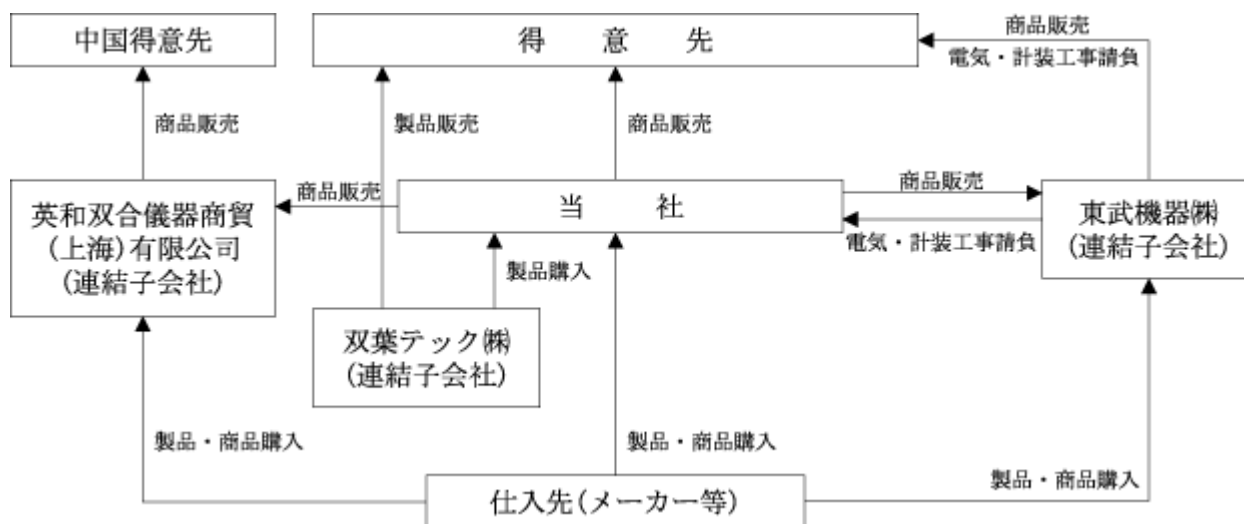 中国得意先
得意先
商品販売
電気・計装工事請負
商品販売
製品販売
商品販売
英和双合儀器商貿
(上海)有限公司
(連結子会社)
商品販売
当社
商品販売
電気・計装工事請負
東武機器㈱
(連結子会社)
製品購入
双葉テック㈱
(連結子会社)
製品・商品購入
製品・商品購入
製品・商品購入
仕入先(メーカー等)